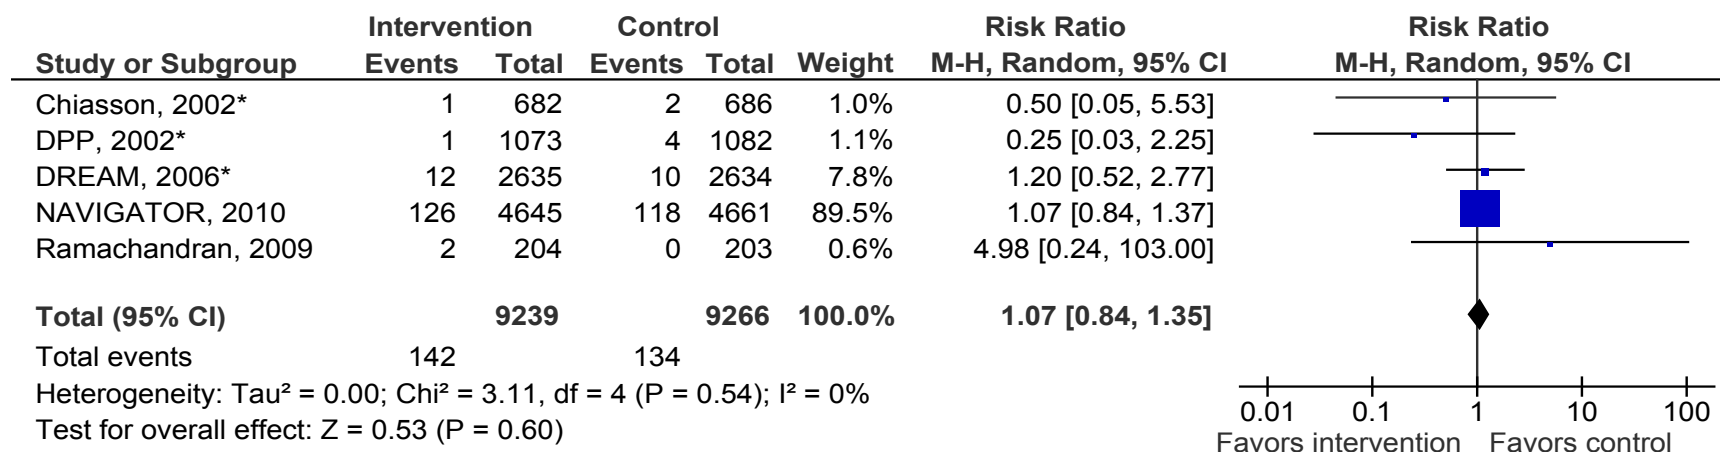 Intervention Control Risk Ratio Risk Ratio
Study or Subgroup Events Total Events Total Weight M-H, Random, 95% CI M-H, Random, 95% CI
Chiasson, 2002* 1 682 2 686 1.0% 0.50 [0.05, 5.53]
DPP, 2002* 1 1073 4 1082 1.1% 0.25 [0.03, 2.25]
DREAM, 2006* 12 2635 10 2634 7.8% 1.20 [0.52, 2.77]
NAVIGATOR, 2010 126 4645 118 4661 89.5% 1.07 [0.84, 1.37]
Ramachandran, 2009 2 204 0 203 0.6% 4.98 [0.24, 103.00]
Total (95% CI) 9239 9266 100.0% 1.07 [0.84, 1.35]
Total events 142 134
Heterogeneity: Tau² = 0.00; Chi² = 3.11, df = 4 (P = 0.54); I² = 0%
Test for overall effect: Z = 0.53 (P = 0.60)
0.01 0.1 1 10 100
Favors intervention Favors control